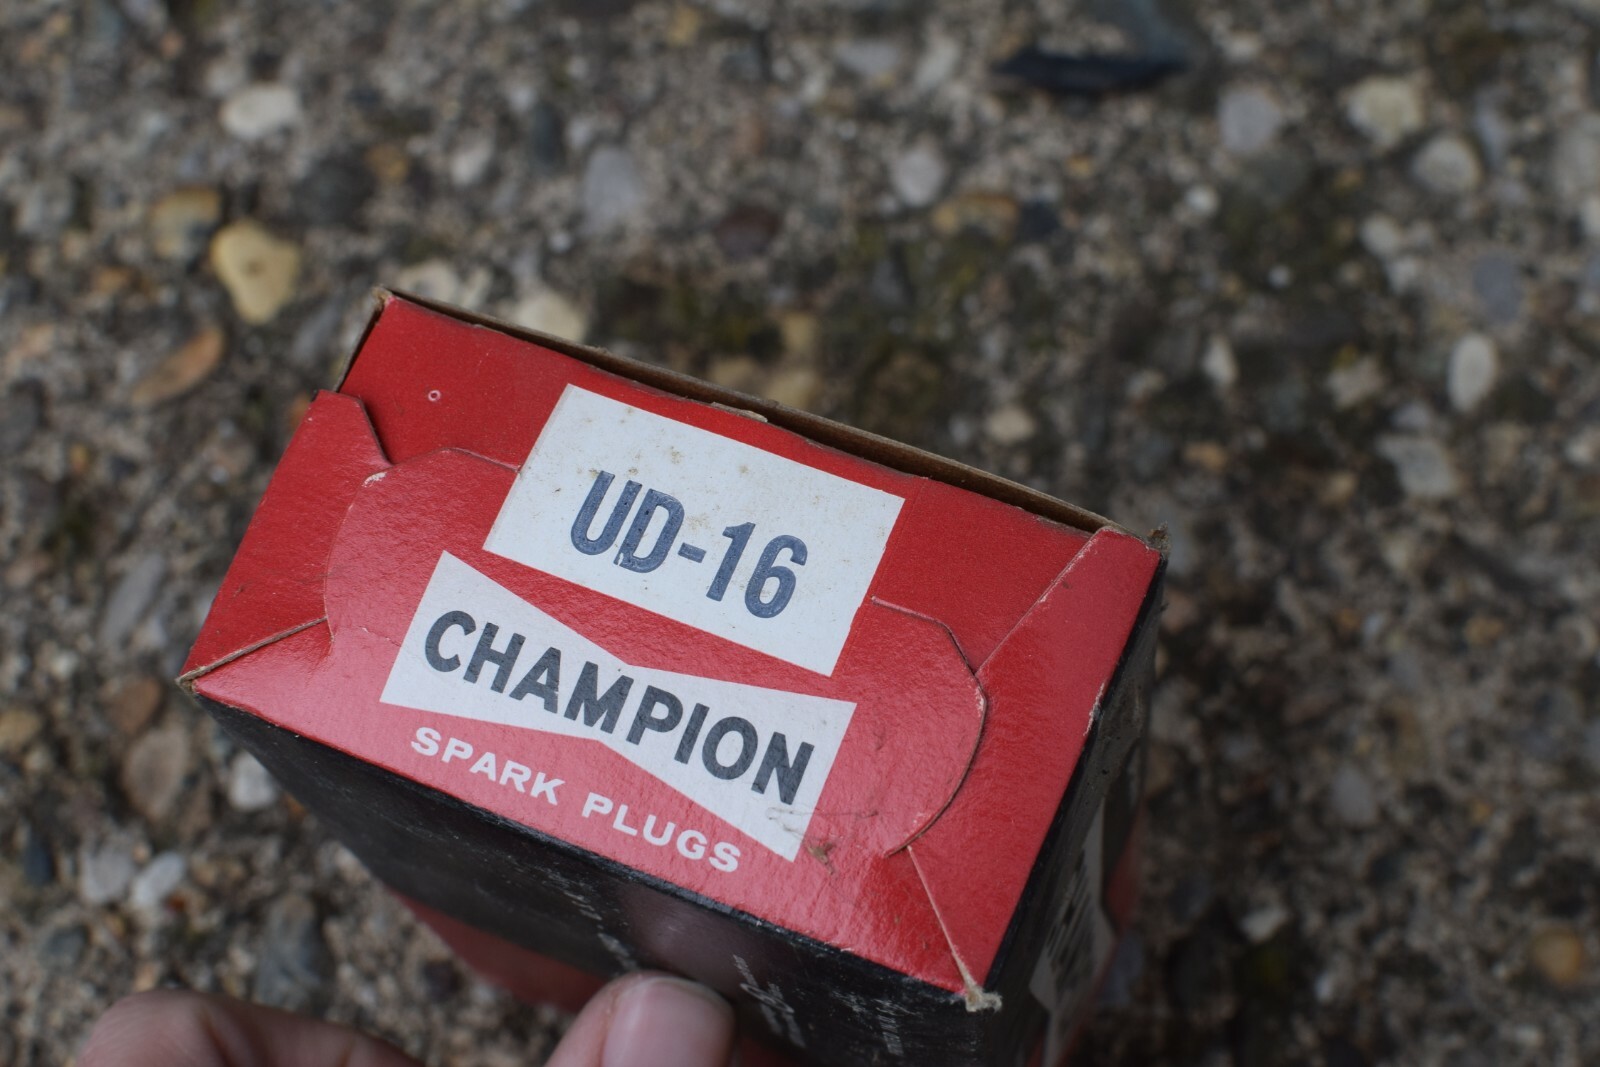 UD-16
CHAMPION
SPARK PLUGS